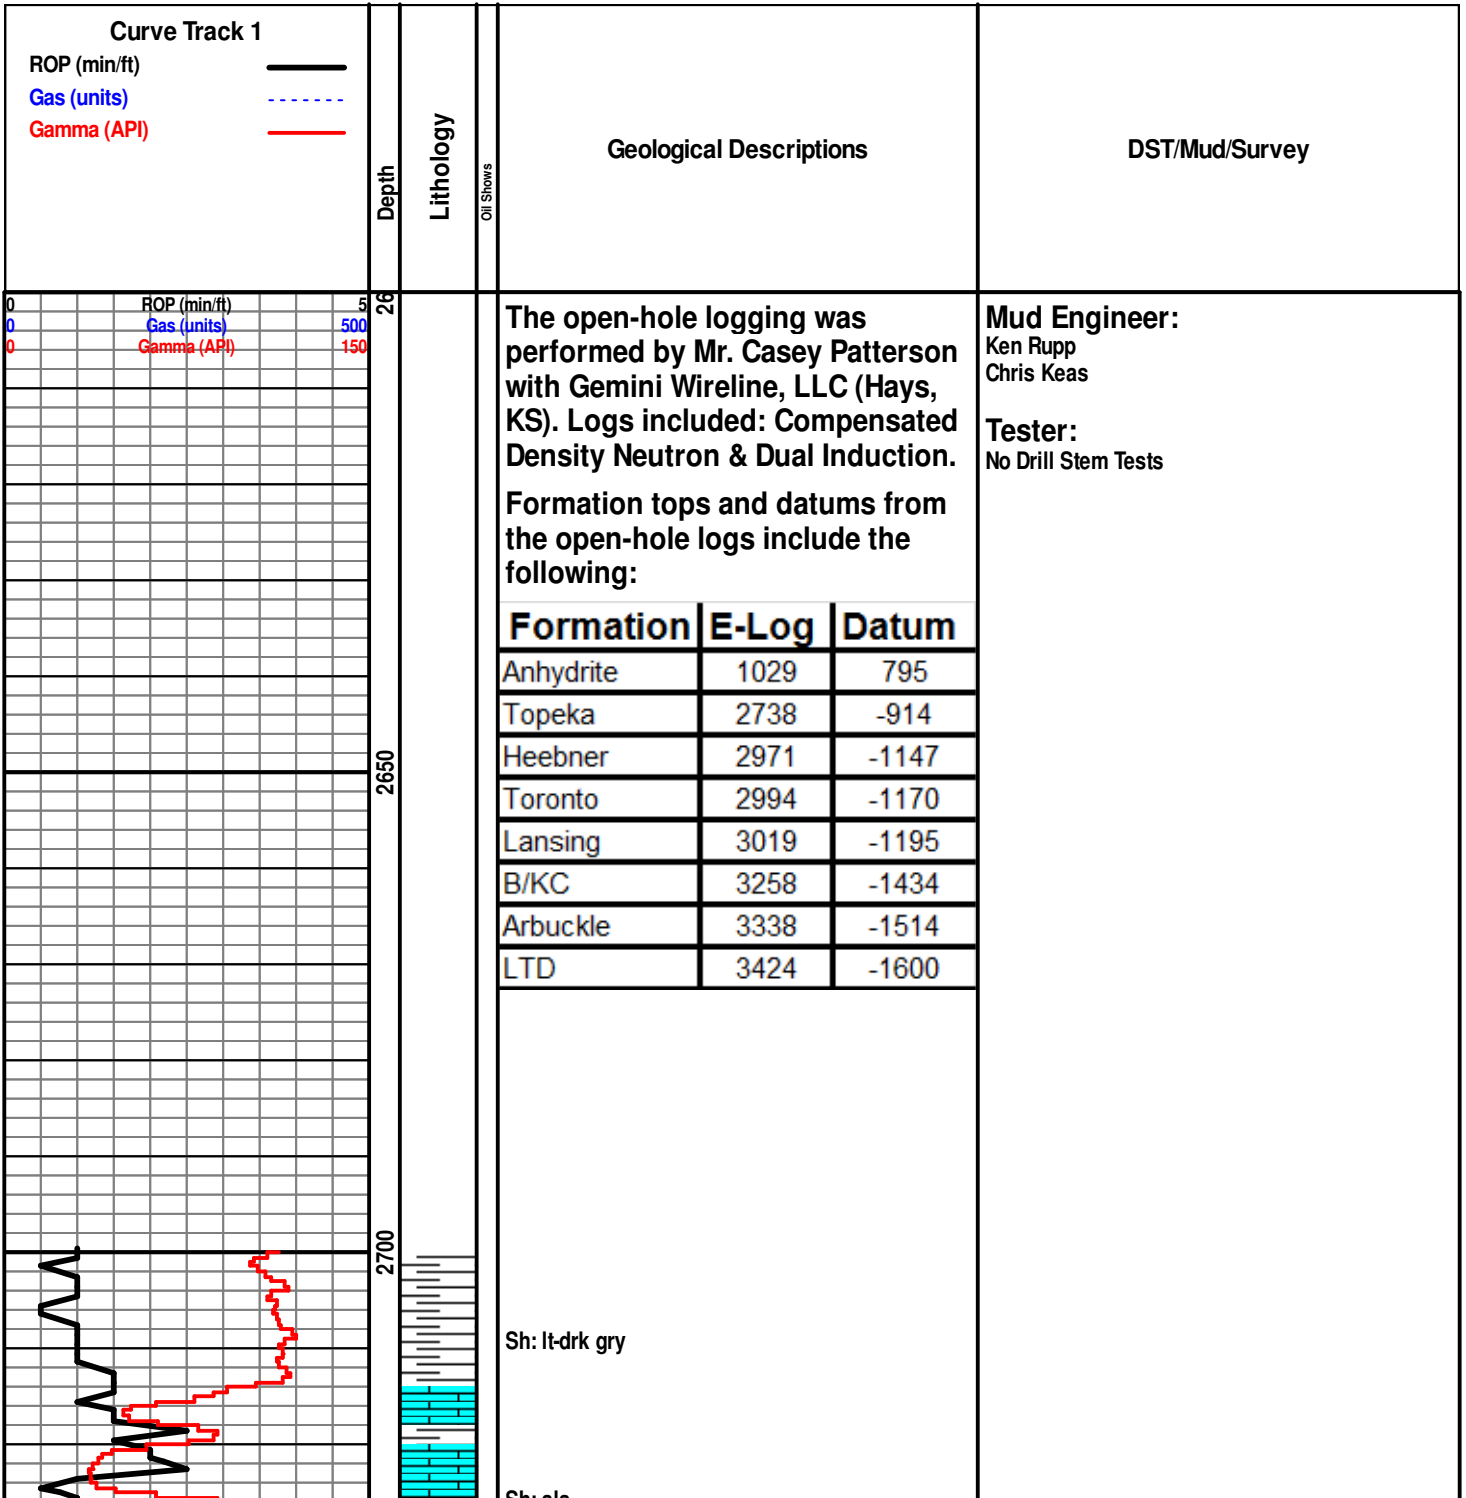 Curve Track 1
ROP (min/ft)
Gas (units)
Gamma (API)
Depth
Lithology
Oil Shows
Geological Descriptions
DST/Mud/Survey
0 ROP (min/ft) 5
0 Gas (units) 500
0 Gamma (API) 150
26
2650
2700
The open-hole logging was
performed by Mr. Casey Patterson
with Gemini Wireline, LLC (Hays,
KS). Logs included: Compensated
Density Neutron & Dual Induction.
Formation tops and datums from
the open-hole logs include the
following:
Formation E-Log Datum
Anhydrite 1029 795
Topeka 2738 -914
Heebner 2971 -1147
Toronto 2994 -1170
Lansing 3019 -1195
B/KC 3258 -1434
Arbuckle 3338 -1514
LTD 3424 -1600
Sh: lt-drk gry
Mud Engineer:
Ken Rupp
Chris Keas
Tester:
No Drill Stem Tests